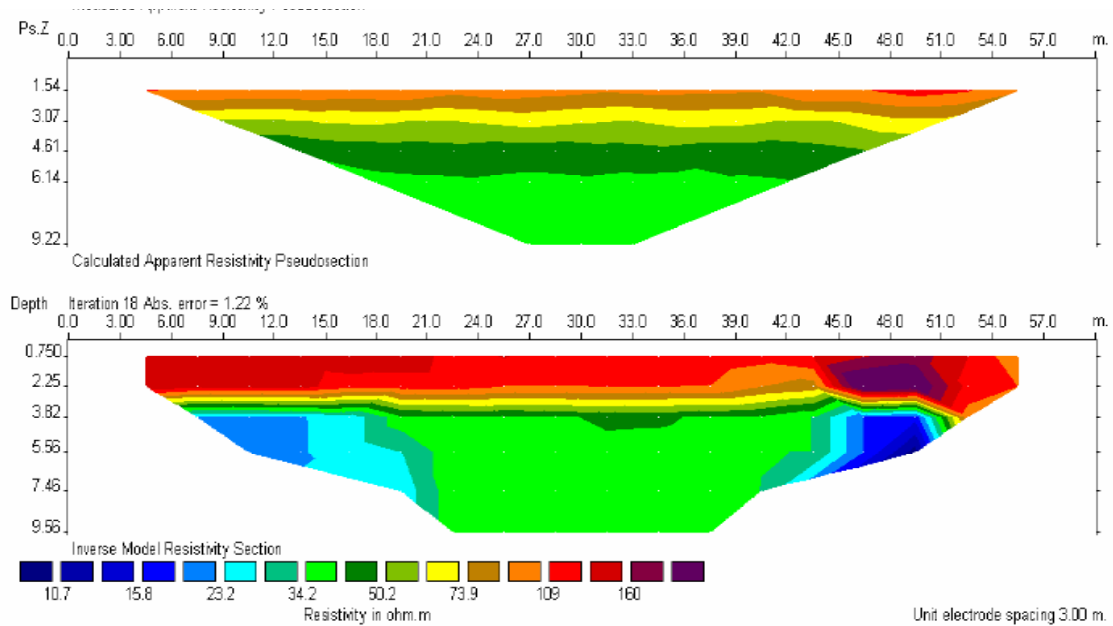 Measured Apparent Resistivity Pseudosection
Ps.Z 0.0 3.00 6.00 9.00 12.0 15.0 18.0 21.0 24.0 27.0 30.0 33.0 36.0 39.0 42.0 45.0 48.0 51.0 54.0 57.0 m.
1.54
3.07
4.61
6.14
9.22
Calculated Apparent Resistivity Pseudosection
Depth Iteration 18 Abs. error = 1.22 %
0.0 3.00 6.00 9.00 12.0 15.0 18.0 21.0 24.0 27.0 30.0 33.0 36.0 39.0 42.0 45.0 48.0 51.0 54.0 57.0 m.
0.750
2.25
3.82
5.56
7.46
9.56
Inverse Model Resistivity Section
10.7 15.8 23.2 34.2 50.2 73.9 109 160
Resistivity in ohm.m Unit electrode spacing 3.00 m.